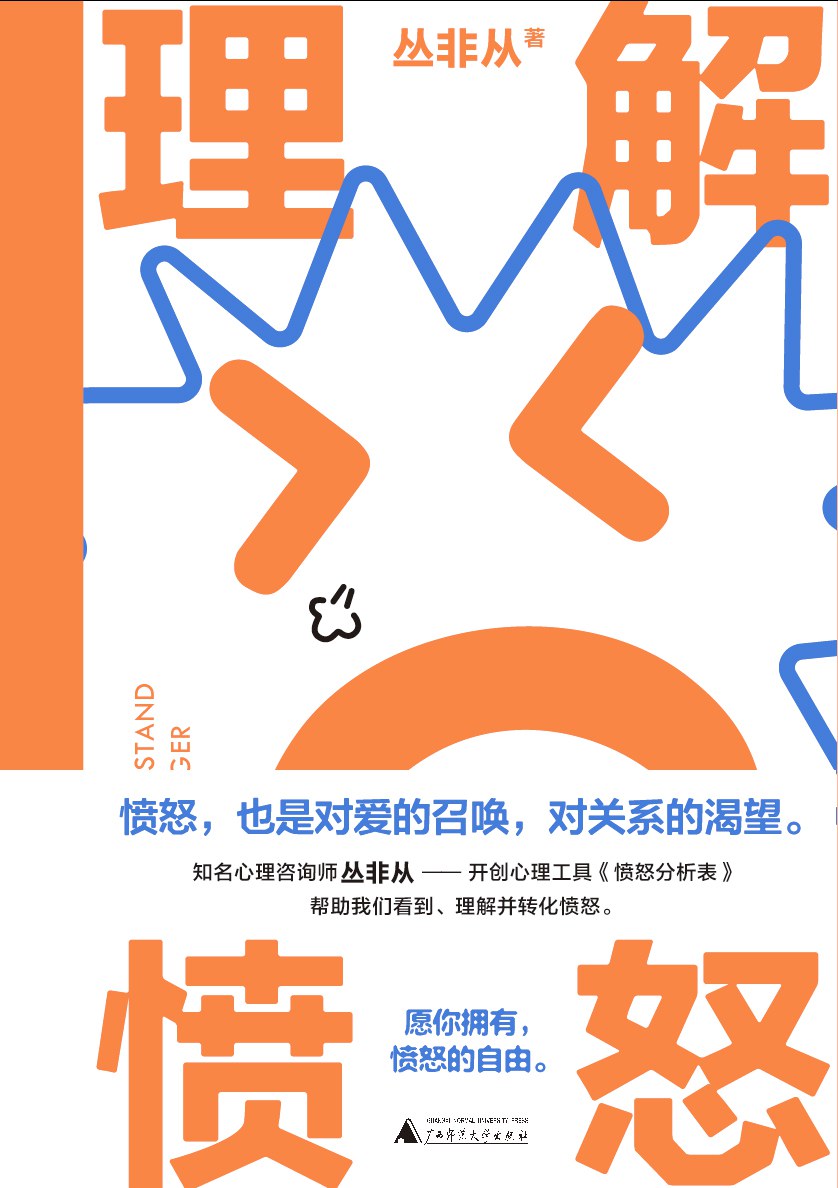 理解
丛非从 著
STAND
GER
愤怒，也是对爱的召唤，对关系的渴望。
知名心理咨询师丛非从 —— 开创心理工具《愤怒分析表》
帮助我们看到、理解并转化愤怒。
愤怒
愿你拥有，
愤怒的自由。
GUANGXI NORMAL UNIVERSITY PRESS
广西师范大学出版社